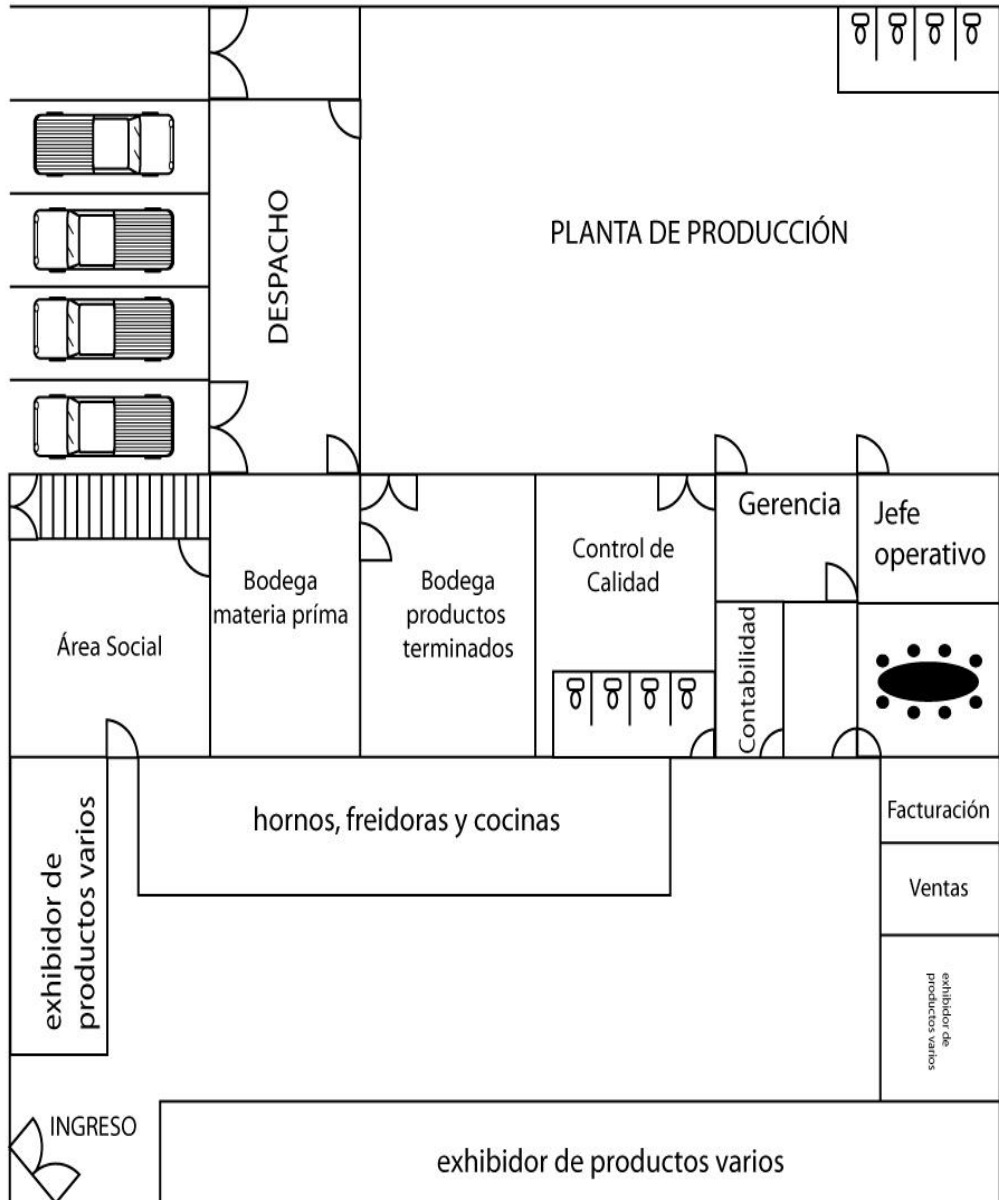 DESPACHO
PLANTA DE PRODUCCIÓN
Gerencia
Jefe
operativo
Control de
Calidad
Bodega
materia príma
Bodega
productos
terminados
Área Social
Contabilidad
hornos, freidoras y cocinas
Facturación
Ventas
exhibidor de
productos varios
exhibidor de
productos varios
INGRESO
exhibidor de productos varios